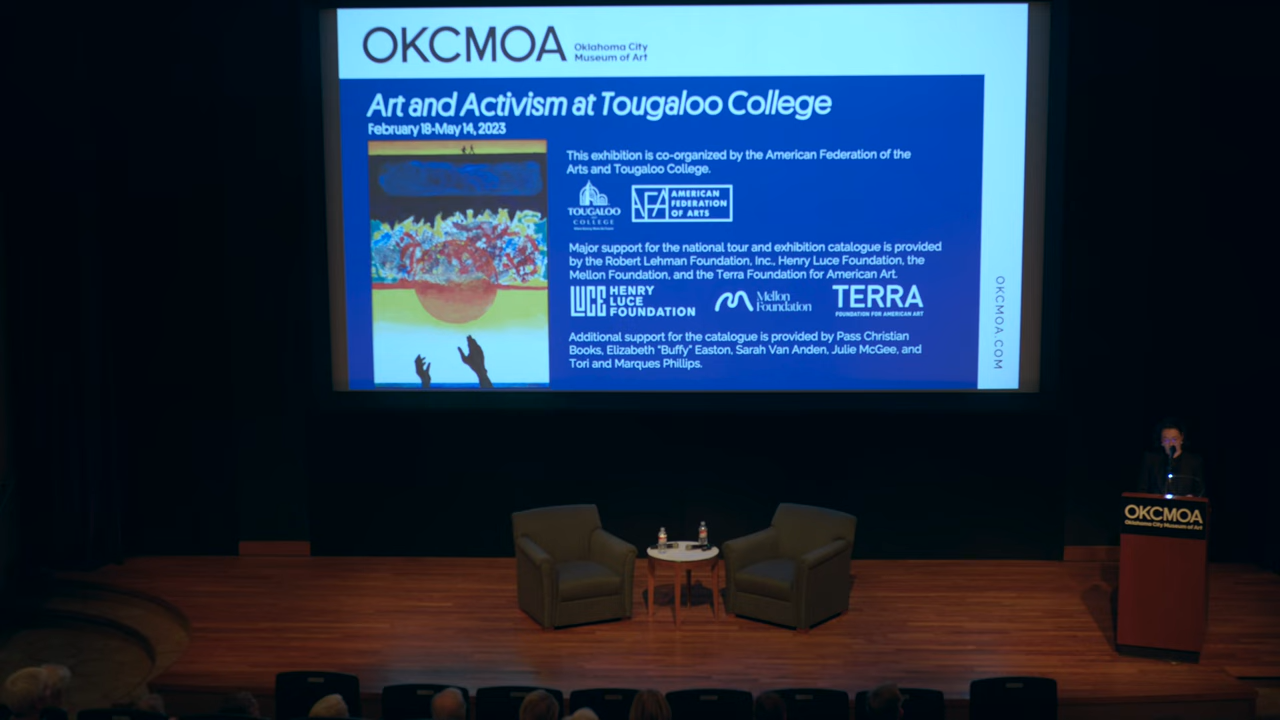 OKCMOA
Oklahoma City
Museum of Art
Art and Activism at Tougaloo College
February 18-May 14, 2023
This exhibition is co-organized by the American Federation of the
Arts and Tougaloo College.
TOUGALOO
COLLEGE
AFA
AMERICAN
FEDERATION
OF ARTS
Major support for the national tour and exhibition catalogue is provided
by the Robert Lehman Foundation, Inc., Henry Luce Foundation, the
Mellon Foundation, and the Terra Foundation for American Art.
LUCE
HENRY
LUCE
FOUNDATION
Mellon
Foundation
TERRA
FOUNDATION FOR AMERICAN ART
Additional support for the catalogue is provided by Pass Christian
Books, Elizabeth "Buffy" Easton, Sarah Van Anden, Julie McGee, and
Tori and Marques Phillips.
OKCMOA.COM
OKCMOA
Oklahoma City Museum of Art